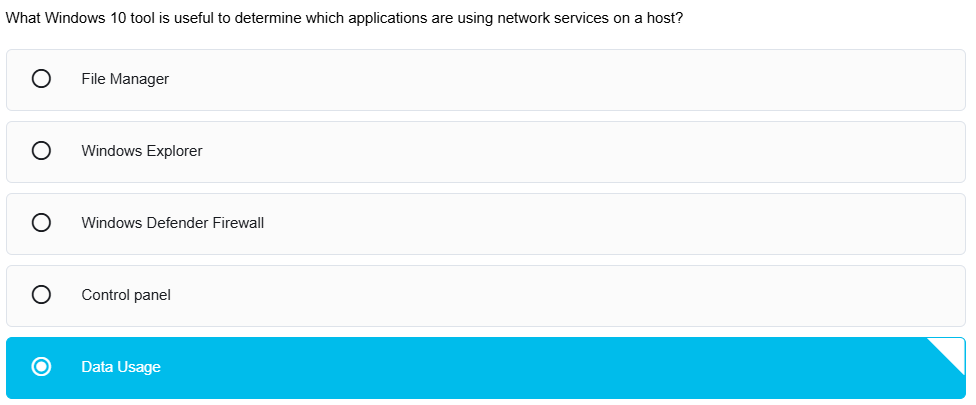 What Windows 10 tool is useful to determine which applications are using network services on a host?
File Manager
Windows Explorer
Windows Defender Firewall
Control panel
Data Usage